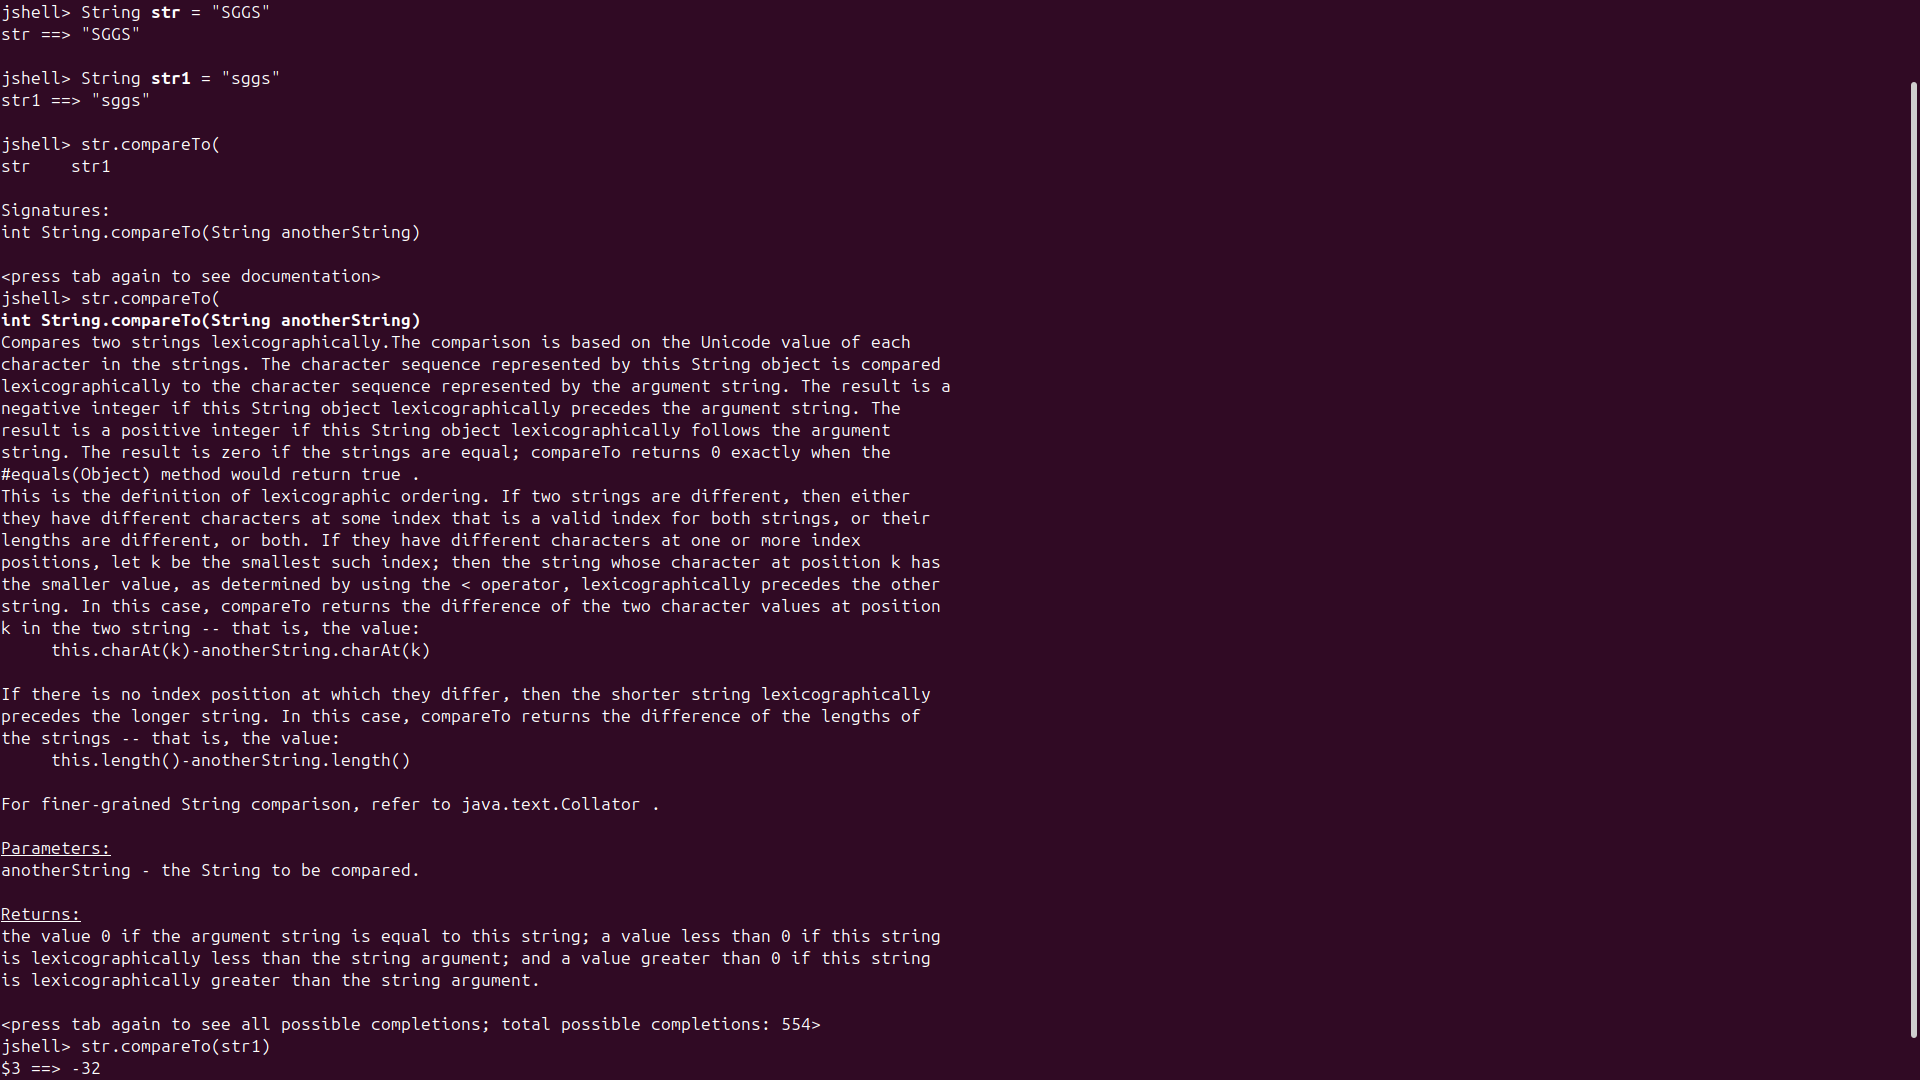 jshell> String str = "SGGS"
str ==> "SGGS"
jshell> String str1 = "sggs"
str1 ==> "sggs"
jshell> str.compareTo(
str    str1
Signatures:
int String.compareTo(String anotherString)
<press tab again to see documentation>
jshell> str.compareTo(
int String.compareTo(String anotherString)
Compares two strings lexicographically.The comparison is based on the Unicode value of each
character in the strings. The character sequence represented by this String object is compared
lexicographically to the character sequence represented by the argument string. The result is a
negative integer if this String object lexicographically precedes the argument string. The
result is a positive integer if this String object lexicographically follows the argument
string. The result is zero if the strings are equal; compareTo returns 0 exactly when the
#equals(Object) method would return true .
This is the definition of lexicographic ordering. If two strings are different, then either
they have different characters at some index that is a valid index for both strings, or their
lengths are different, or both. If they have different characters at one or more index
positions, let k be the smallest such index; then the string whose character at position k has
the smaller value, as determined by using the < operator, lexicographically precedes the other
string. In this case, compareTo returns the difference of the two character values at position
k in the two string -- that is, the value:
     this.charAt(k)-anotherString.charAt(k)
If there is no index position at which they differ, then the shorter string lexicographically
precedes the longer string. In this case, compareTo returns the difference of the lengths of
the strings -- that is, the value:
     this.length()-anotherString.length()
For finer-grained String comparison, refer to java.text.Collator .
Parameters:
anotherString - the String to be compared.
Returns:
the value 0 if the argument string is equal to this string; a value less than 0 if this string
is lexicographically less than the string argument; and a value greater than 0 if this string
is lexicographically greater than the string argument.
<press tab again to see all possible completions; total possible completions: 554>
jshell> str.compareTo(str1)
$3 ==> -32